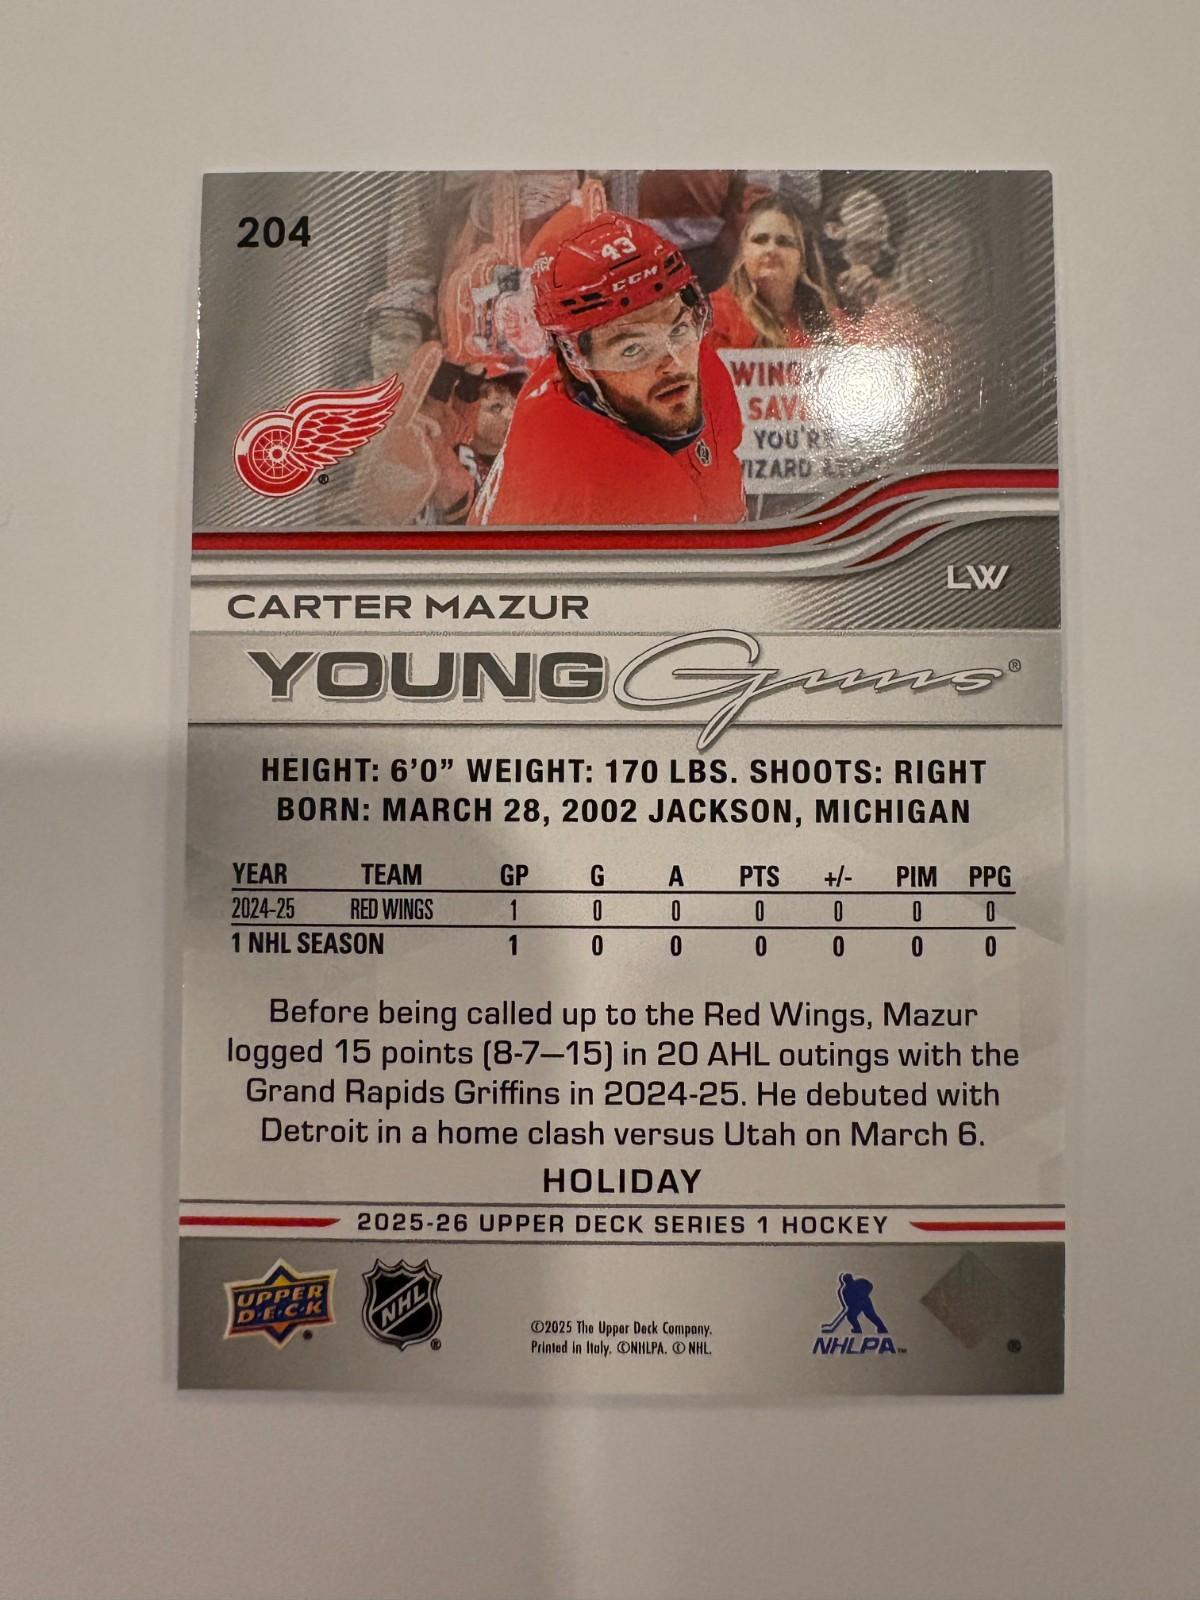 204
43
CCM
WING
SAV
YOU'RE
WIZARD
LW
CARTER MAZUR
YOUNG Guns®
HEIGHT: 6'0" WEIGHT: 170 LBS. SHOOTS: RIGHT
BORN: MARCH 28, 2002 JACKSON, MICHIGAN
YEAR TEAM GP G A PTS +/- PIM PPG
2024-25 RED WINGS 1 0 0 0 0 0 0
1 NHL SEASON 1 0 0 0 0 0 0
Before being called up to the Red Wings, Mazur
logged 15 points (8-7—15) in 20 AHL outings with the
Grand Rapids Griffins in 2024-25. He debuted with
Detroit in a home clash versus Utah on March 6.
HOLIDAY
2025-26 UPPER DECK SERIES 1 HOCKEY
UPPER
D·E·C·K
®
NHL
®
©2025 The Upper Deck Company.
Printed in Italy. ©NHLPA. © NHL.
NHLPA™
®